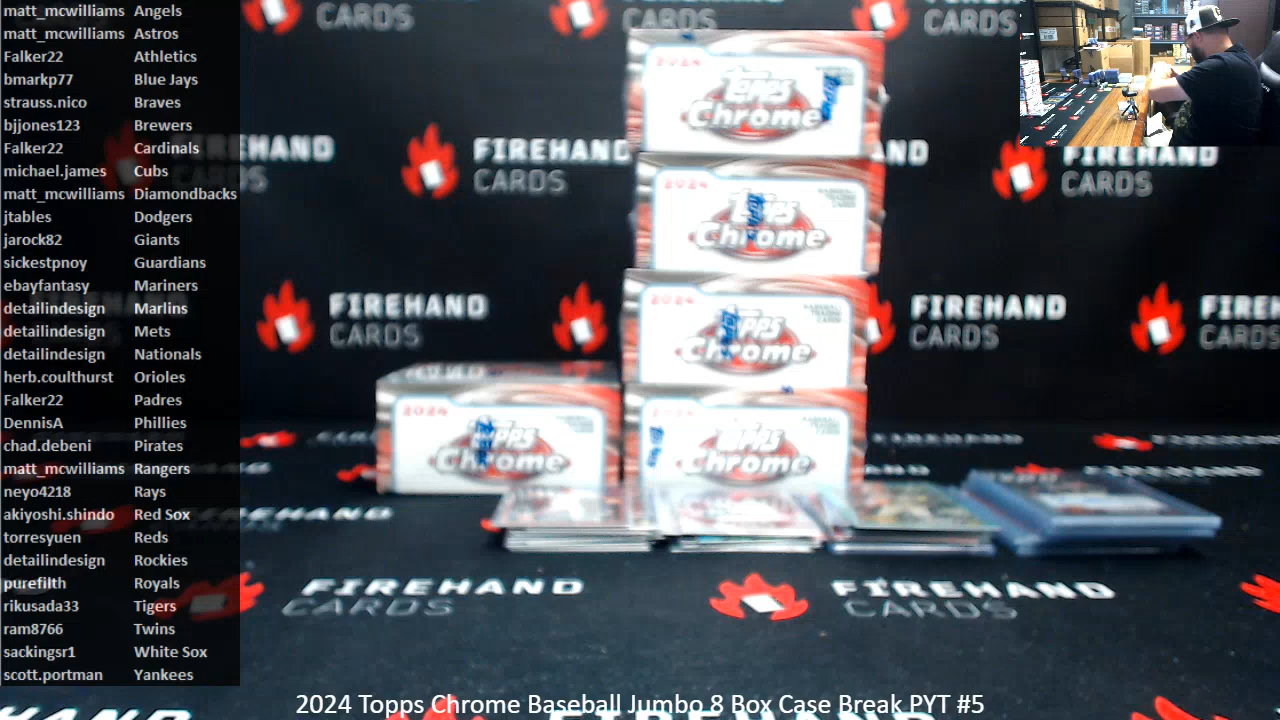 matt_mcwilliams Angels
matt_mcwilliams Astros
Falker22 Athletics
bmarkp77 Blue Jays
strauss.nico Braves
bjjones123 Brewers
Falker22 Cardinals
michael.james Cubs
matt_mcwilliams Diamondbacks
jtables Dodgers
jarock82 Giants
sickestpnoy Guardians
ebayfantasy Mariners
detailindesign Marlins
detailindesign Mets
detailindesign Nationals
herb.coulthurst Orioles
Falker22 Padres
DennisA Phillies
chad.debeni Pirates
matt_mcwilliams Rangers
neyo4218 Rays
akiyoshi.shindo Red Sox
torresyuen Reds
detailindesign Rockies
purefilth Royals
rikusada33 Tigers
ram8766 Twins
sackingsr1 White Sox
scott.portman Yankees
CARDS
CARDS
CARDS
FIREHAND
CARDS
FIREHAND
CARDS
FIREHAND
CARDS
FIREHAND
CARDS
FIREHAND
CARDS
2024
Topps
Chrome
2024
Topps
Chrome
2024
Topps
Chrome
2024
Topps
Chrome
2024
Topps
Chrome
FIREHAND
CARDS
FIREHAND
CARDS
2024 Topps Chrome Baseball Jumbo 8 Box Case Break PYT #5